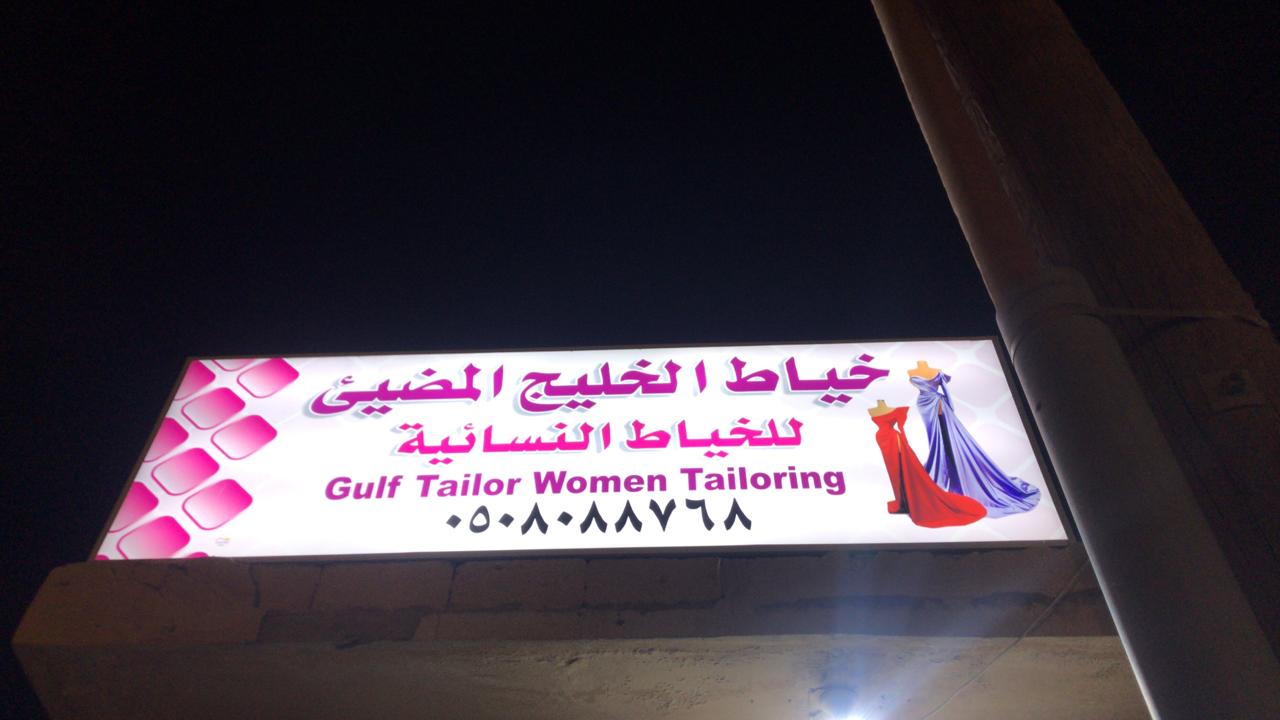 خياط الخليج المضيئ
للخياط النسائية
Gulf Tailor Women Tailoring
٠٥٠٨٠٨٨٧٦٨